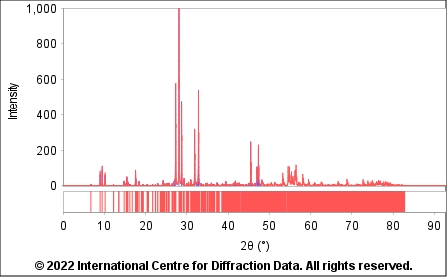 1,000
800
600
400
200
0
Intensity
0 10 20 30 40 50 60 70 80 90
2θ (°)
© 2022 International Centre for Diffraction Data. All rights reserved.